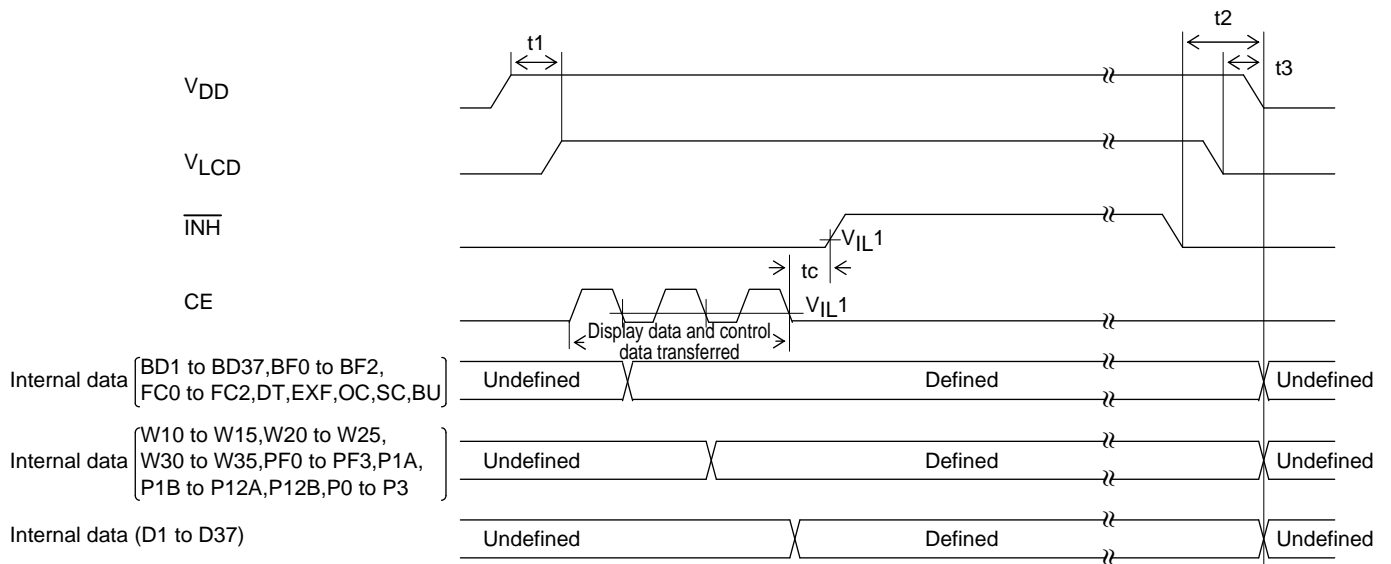 t1
t2
t3
VDD
VLCD
INH
VIL1
tc
CE
VIL1
Display data and control
data transferred
Internal data
BD1 to BD37,BF0 to BF2,
FC0 to FC2,DT,EXF,OC,SC,BU
Undefined
Defined
Undefined
Internal data
W10 to W15,W20 to W25,
W30 to W35,PF0 to PF3,P1A,
P1B to P12A,P12B,P0 to P3
Undefined
Defined
Undefined
Internal data (D1 to D37)
Undefined
Defined
Undefined